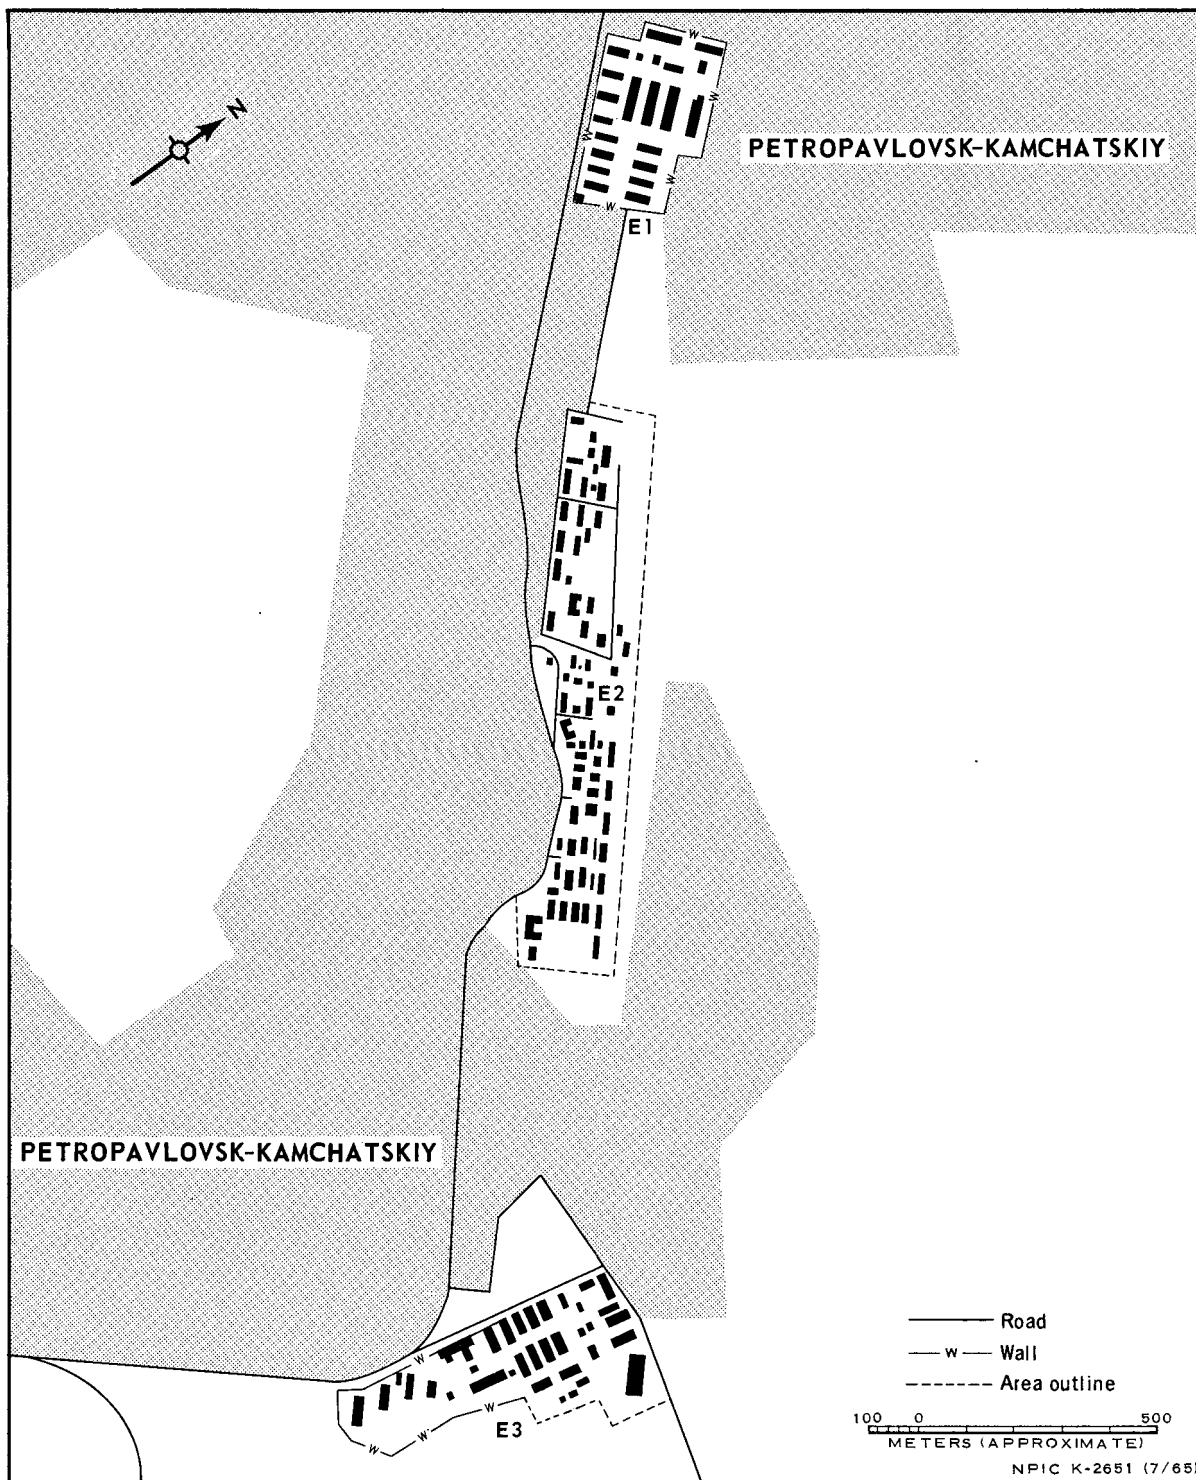 N
W
W
W
PETROPAVLOVSK-KAMCHATSKIY
W
W
E1
E2
PETROPAVLOVSK-KAMCHATSKIY
Road
W Wall
Area outline
W
W
E3
W
W
100 0 500
METERS (APPROXIMATE)
NPIC K-2651 (7/65)